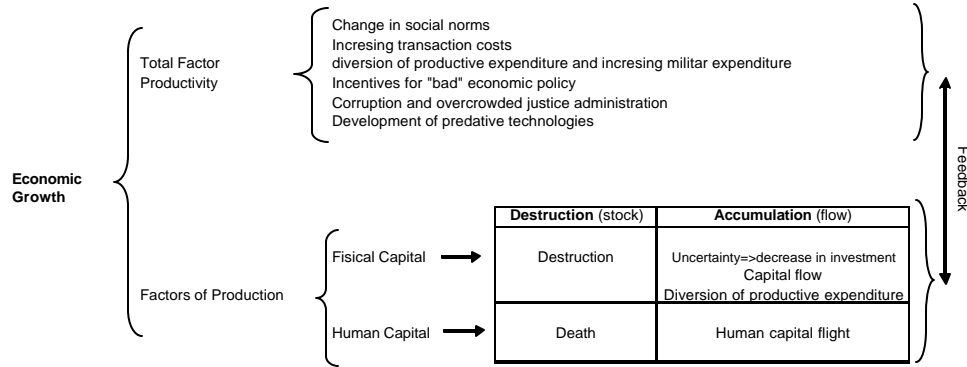 Change in social norms
Incresing transaction costs
Total Factor
Productivity
diversion of productive expenditure and incresing militar expenditure
Incentives for "bad" economic policy
Corruption and overcrowded justice administration
Development of predative technologies
Economic
Growth
Feedback
Destruction (stock) Accumulation (flow)
Fisical Capital Destruction Uncertainty=>decrease in investment
Capital flow
Factors of Production Diversion of productive expenditure
Human Capital Death Human capital flight